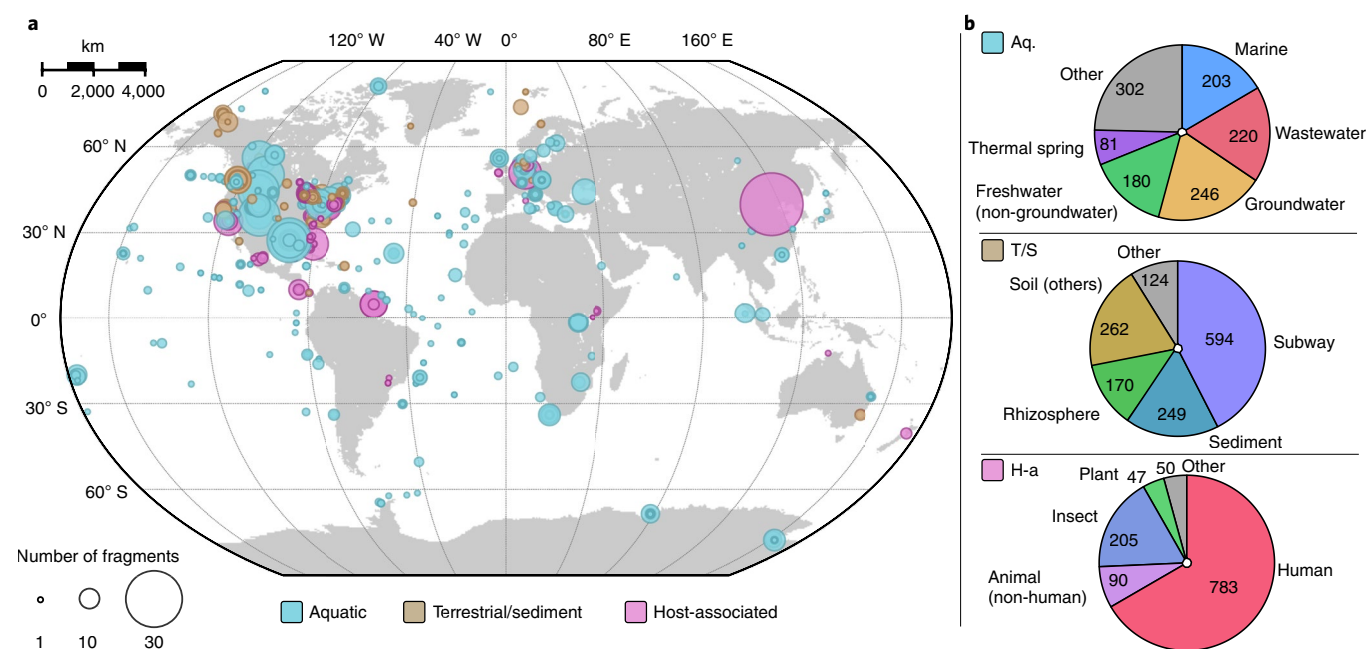 a
km
0 2,000 4,000
120° W 40° W 0° 80° E 160° E
60° N
30° N
0°
30° S
60° S
Number of fragments
1 10 30
Aquatic Terrestrial/sediment Host-associated
b
Aq.
Marine
203
Wastewater
220
Groundwater
246
Freshwater
(non-groundwater)
180
Thermal spring
81
Other
302
T/S
Subway
594
Sediment
249
Rhizosphere
170
Soil (others)
262
Other
124
H-a
Human
783
Animal
(non-human)
90
Insect
205
Plant 47
50 Other